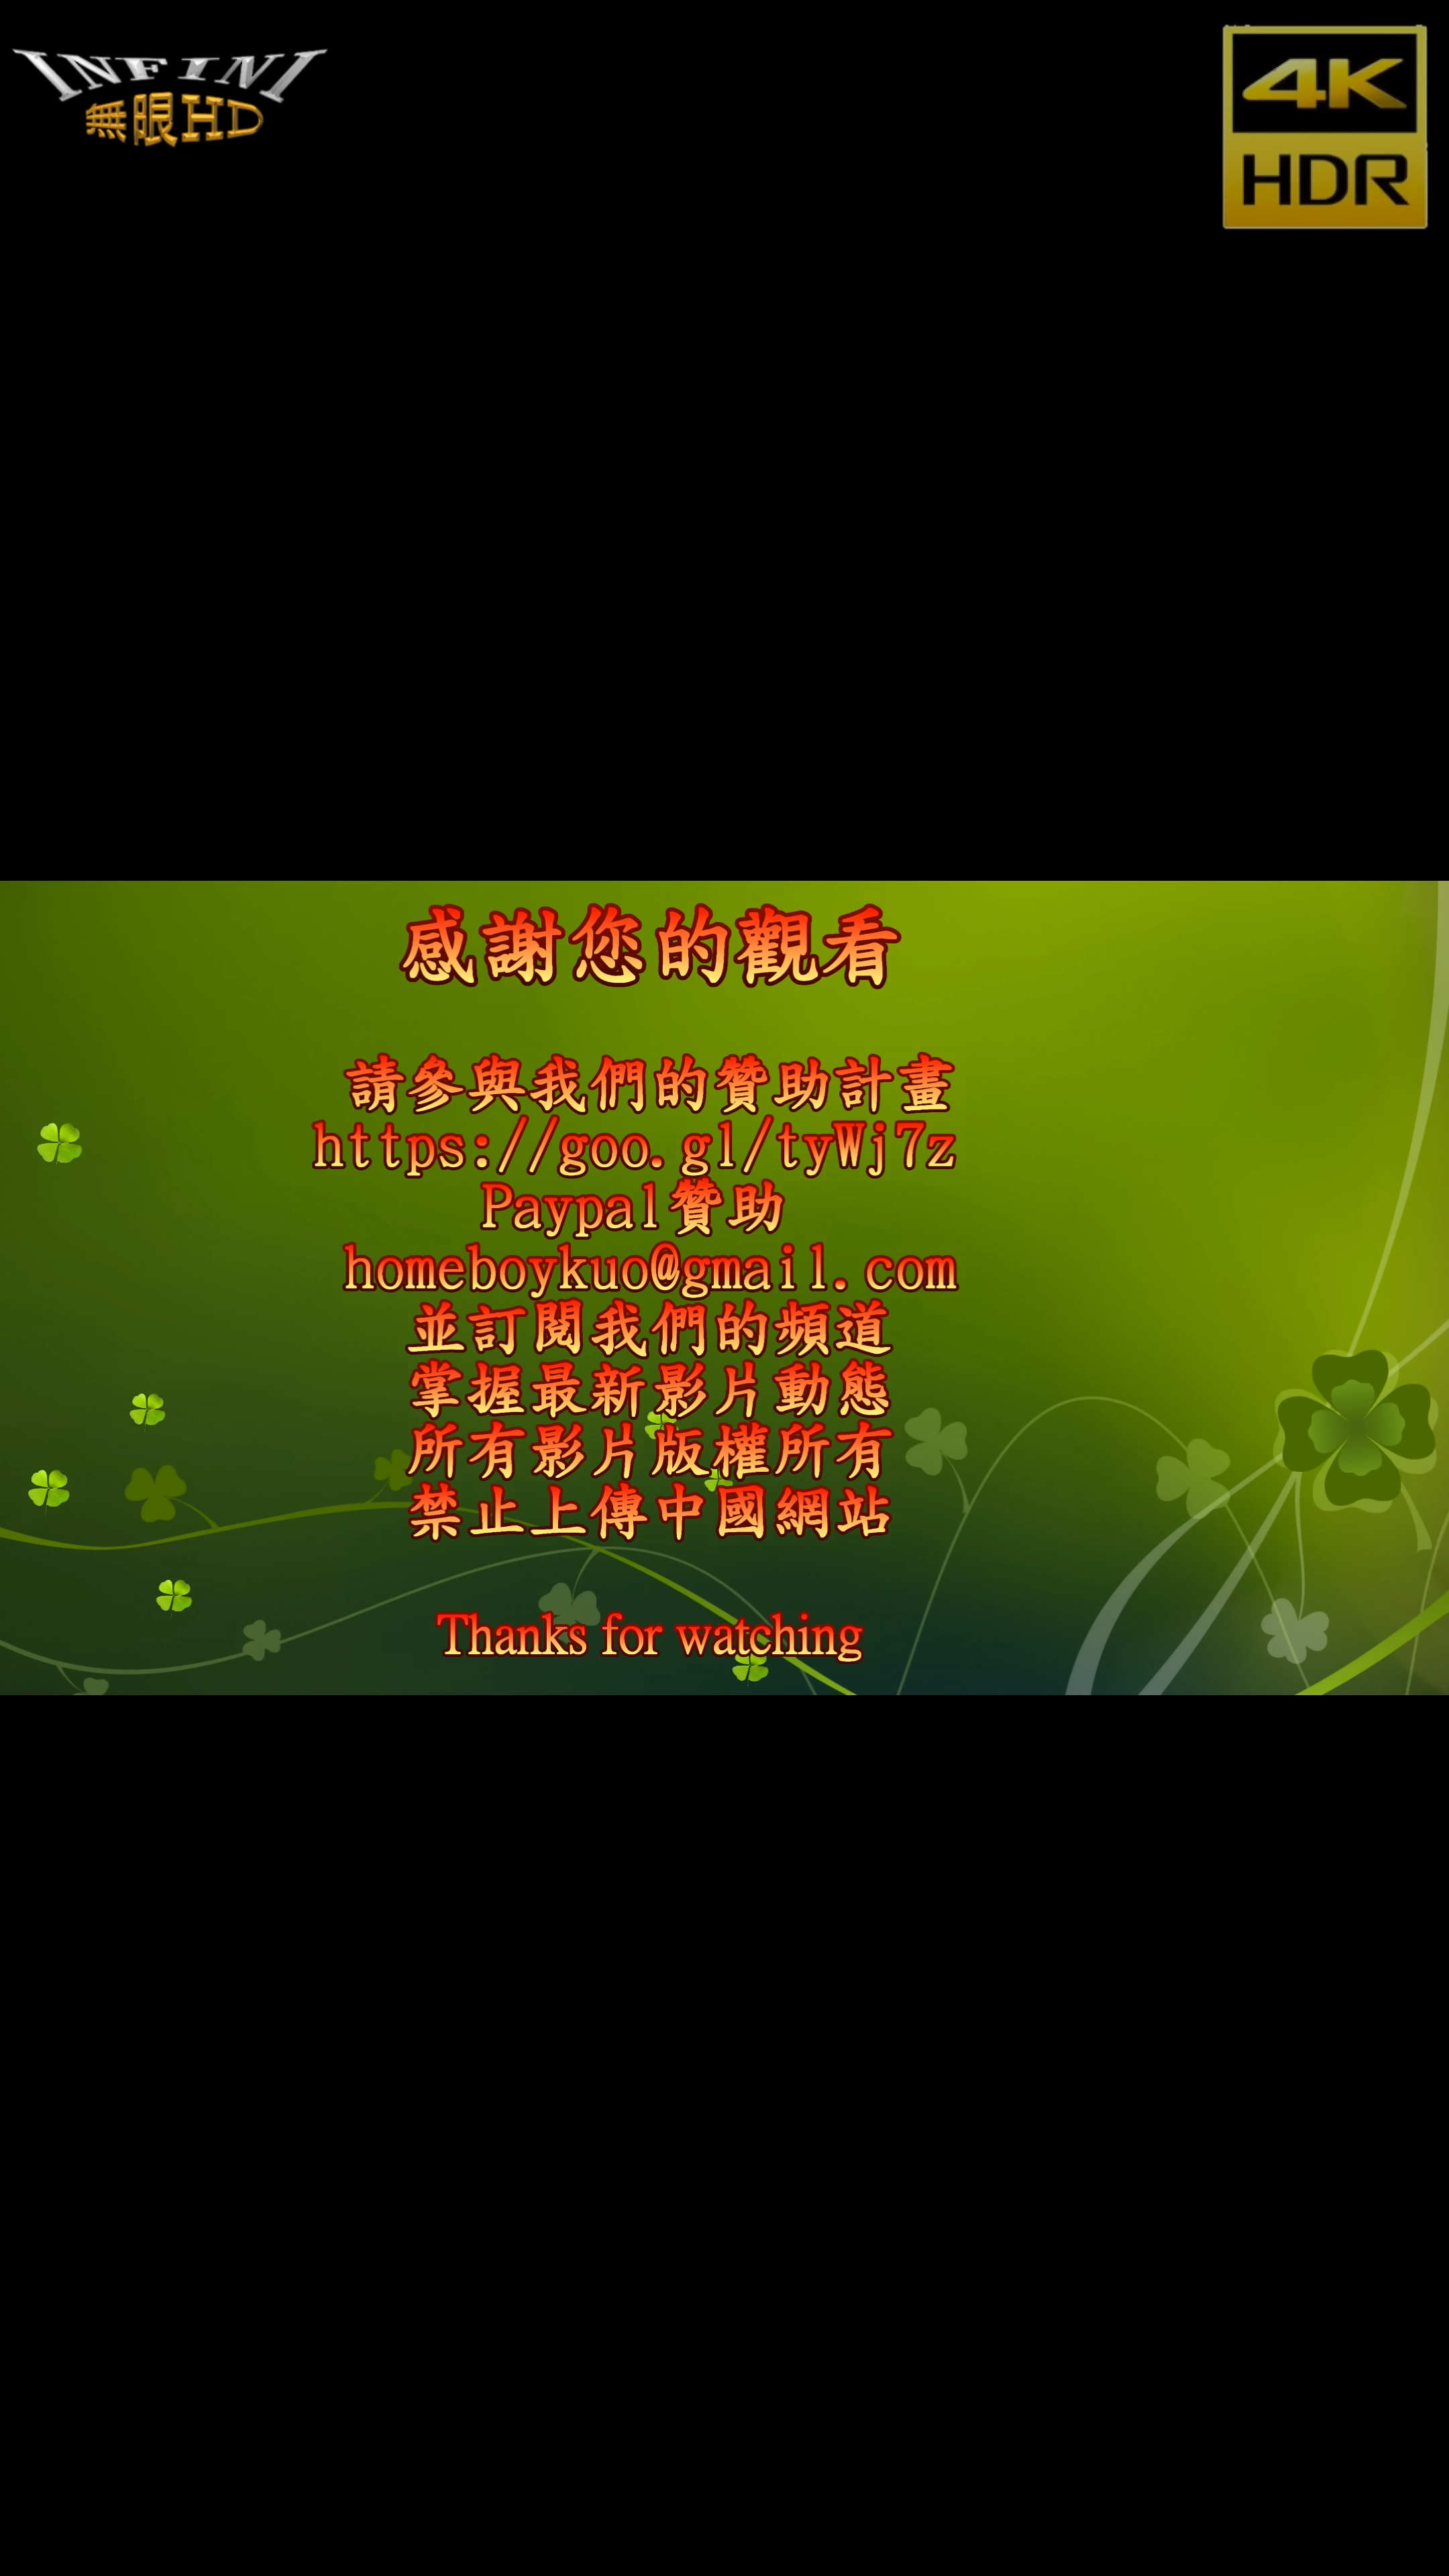 INFINI
無限HD
4K
HDR
感謝您的觀看
請參與我們的贊助計畫
https://goo.gl/tyWj7z
Paypal贊助
homeboykuo@gmail.com
並訂閱我們的頻道
掌握最新影片動態
所有影片版權所有
禁止上傳中國網站
Thanks for watching